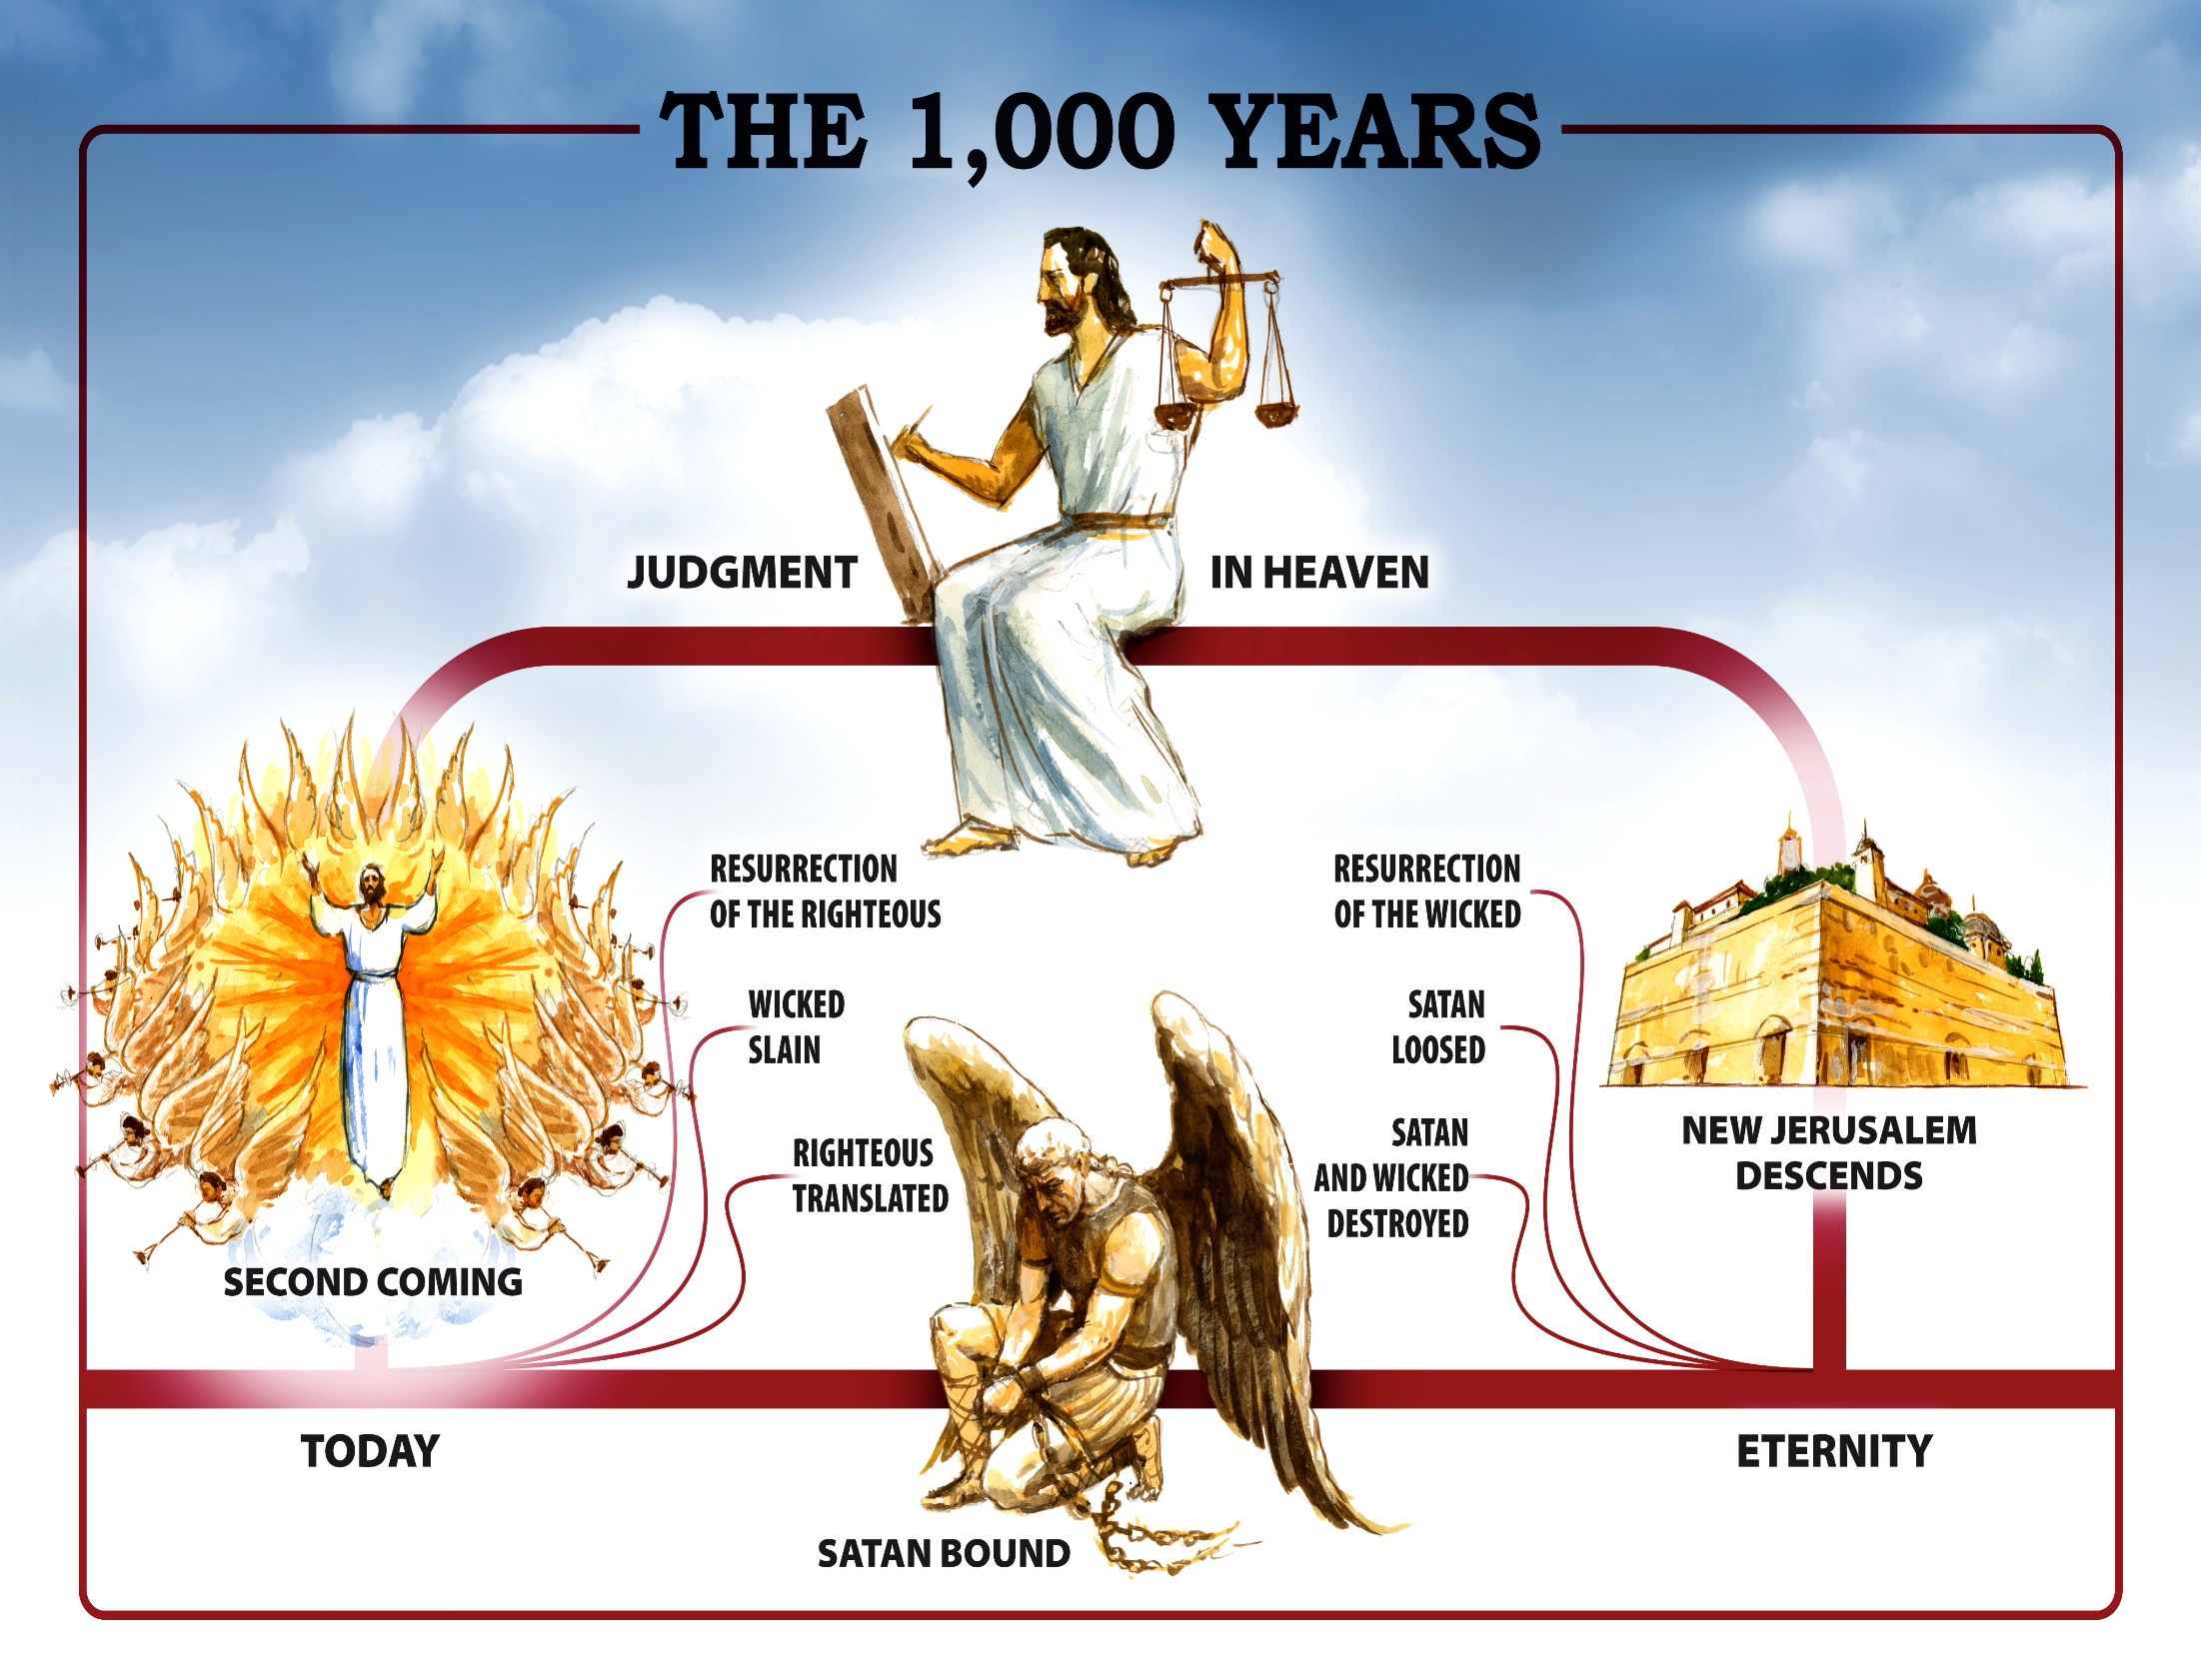 THE 1,000 YEARS
JUDGMENT IN HEAVEN
RESURRECTION
OF THE RIGHTEOUS
WICKED
SLAIN
RIGHTEOUS
TRANSLATED
SECOND COMING
RESURRECTION
OF THE WICKED
SATAN
LOOSED
SATAN
AND WICKED
DESTROYED
NEW JERUSALEM
DESCENDS
TODAY
ETERNITY
SATAN BOUND